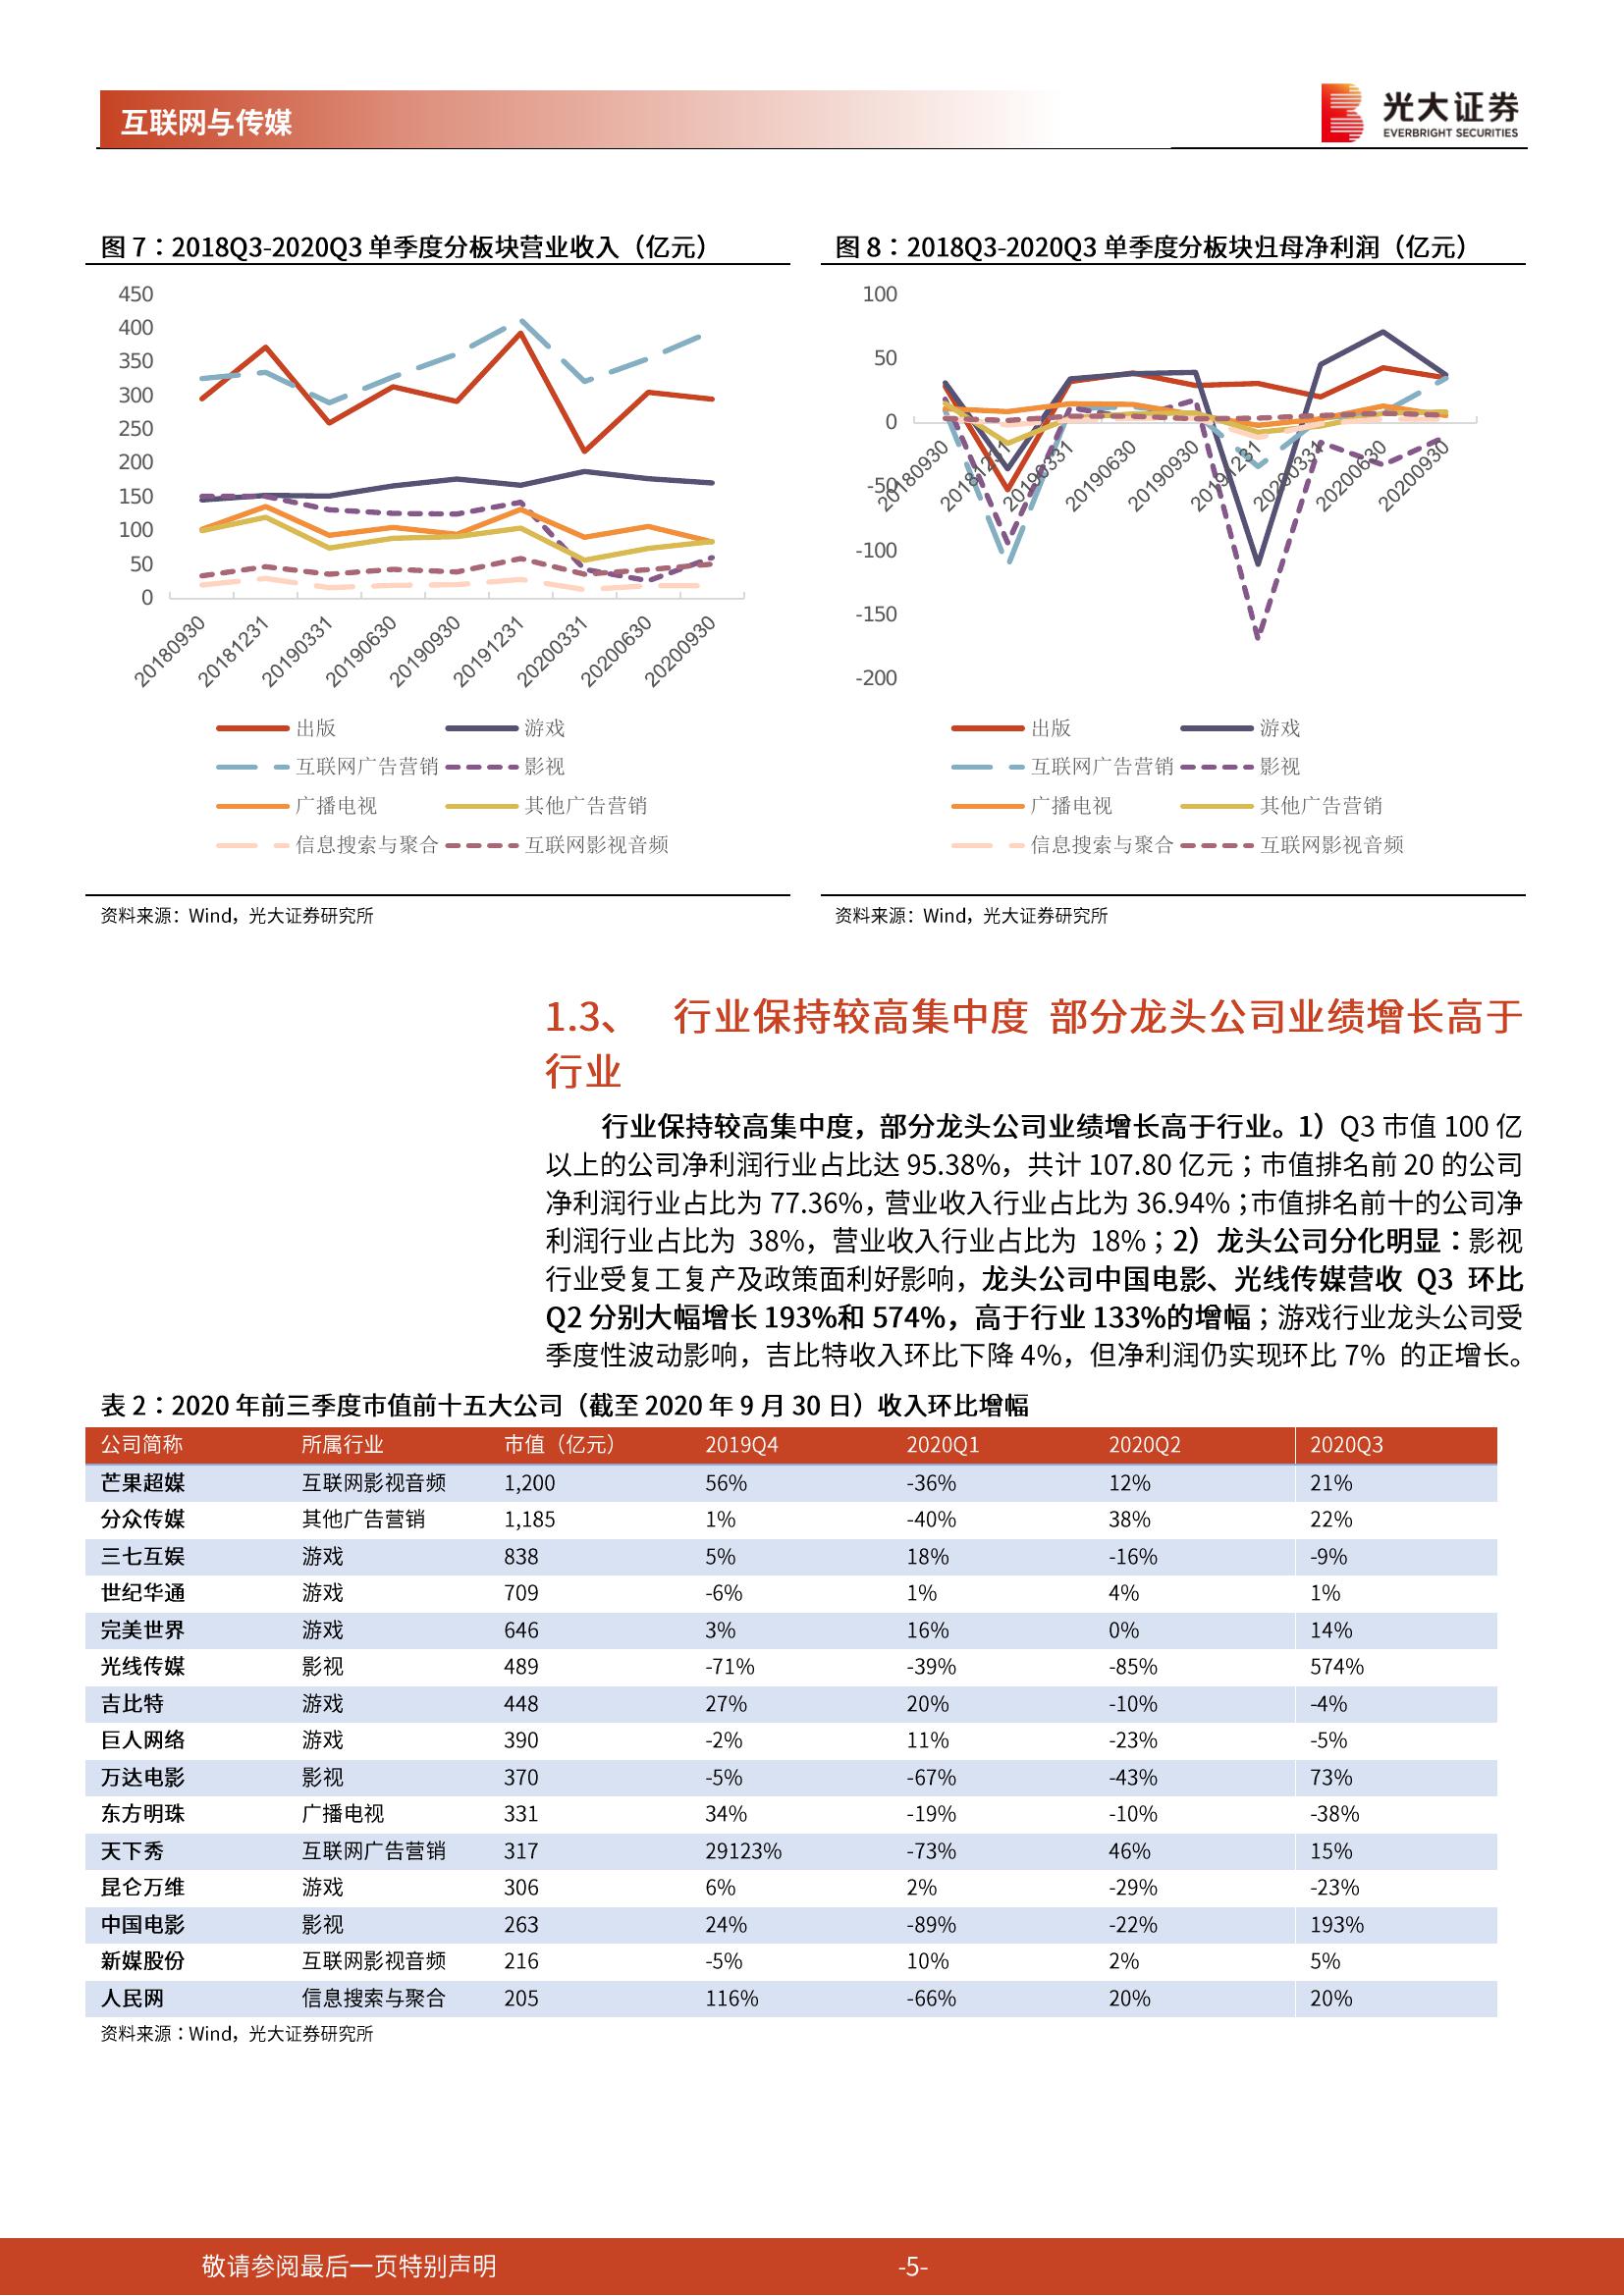 互联网与传媒
光大证券
EVERBRIGHT SECURITIES
图 7：2018Q3-2020Q3 单季度分板块营业收入（亿元）
450
400
350
300
250
200
150
100
50
0
20180930 20181231 20190331 20190630 20190930 20191231 20200331 20200630 20200930
出版 游戏
互联网广告营销 影视
广播电视 其他广告营销
信息搜索与聚合 互联网影视音频
资料来源：Wind，光大证券研究所
图 8：2018Q3-2020Q3 单季度分板块归母净利润（亿元）
100
50
0
-50
-100
-150
-200
20180930 20181231 20190331 20190630 20190930 20191231 20200331 20200630 20200930
出版 游戏
互联网广告营销 影视
广播电视 其他广告营销
信息搜索与聚合 互联网影视音频
资料来源：Wind，光大证券研究所
1.3、 行业保持较高集中度 部分龙头公司业绩增长高于
行业
行业保持较高集中度，部分龙头公司业绩增长高于行业。1）Q3 市值 100 亿
以上的公司净利润行业占比达 95.38%，共计 107.80 亿元；市值排名前 20 的公司
净利润行业占比为 77.36%，营业收入行业占比为 36.94%；市值排名前十的公司净
利润行业占比为 38%，营业收入行业占比为 18%；2）龙头公司分化明显：影视
行业受复工复产及政策面利好影响，龙头公司中国电影、光线传媒营收 Q3 环比
Q2 分别大幅增长 193%和 574%，高于行业 133%的增幅；游戏行业龙头公司受
季度性波动影响，吉比特收入环比下降 4%，但净利润仍实现环比 7% 的正增长。
表 2：2020 年前三季度市值前十五大公司（截至 2020 年 9 月 30 日）收入环比增幅
公司简称 所属行业 市值（亿元） 2019Q4 2020Q1 2020Q2 2020Q3
芒果超媒 互联网影视音频 1,200 56% -36% 12% 21%
分众传媒 其他广告营销 1,185 1% -40% 38% 22%
三七互娱 游戏 838 5% 18% -16% -9%
世纪华通 游戏 709 -6% 1% 4% 1%
完美世界 游戏 646 3% 16% 0% 14%
光线传媒 影视 489 -71% -39% -85% 574%
吉比特 游戏 448 27% 20% -10% -4%
巨人网络 游戏 390 -2% 11% -23% -5%
万达电影 影视 370 -5% -67% -43% 73%
东方明珠 广播电视 331 34% -19% -10% -38%
天下秀 互联网广告营销 317 29123% -73% 46% 15%
昆仑万维 游戏 306 6% 2% -29% -23%
中国电影 影视 263 24% -89% -22% 193%
新媒股份 互联网影视音频 216 -5% 10% 2% 5%
人民网 信息搜索与聚合 205 116% -66% 20% 20%
资料来源：Wind，光大证券研究所
敬请参阅最后一页特别声明 -5-